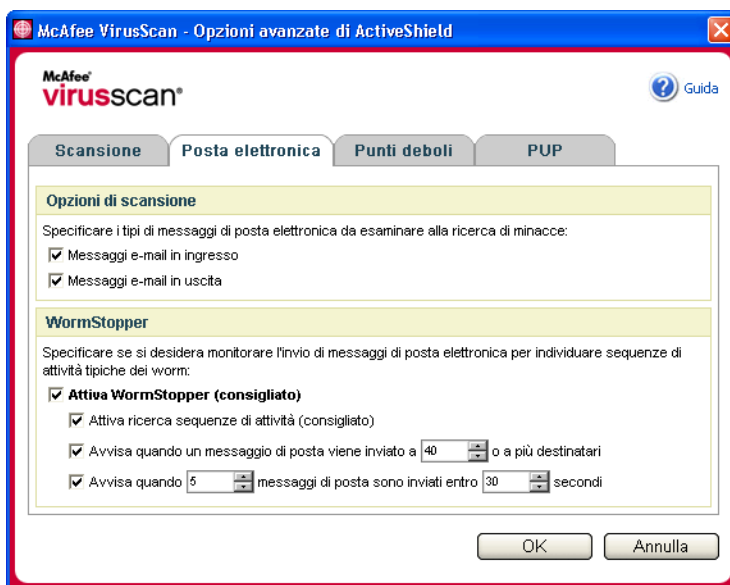 McAfee VirusScan - Opzioni avanzate di ActiveShield
McAfee®
virusscan®
? Guida
Scansione
Posta elettronica
Punti deboli
PUP
Opzioni di scansione
Specificare i tipi di messaggi di posta elettronica da esaminare alla ricerca di minacce:
Messaggi e-mail in ingresso
Messaggi e-mail in uscita
WormStopper
Specificare se si desidera monitorare l'invio di messaggi di posta elettronica per individuare sequenze di
attività tipiche dei worm:
Attiva WormStopper (consigliato)
Attiva ricerca sequenze di attività (consigliato)
Avvisa quando un messaggio di posta viene inviato a 40 o a più destinatari
Avvisa quando 5 messaggi di posta sono inviati entro 30 secondi
OK
Annulla